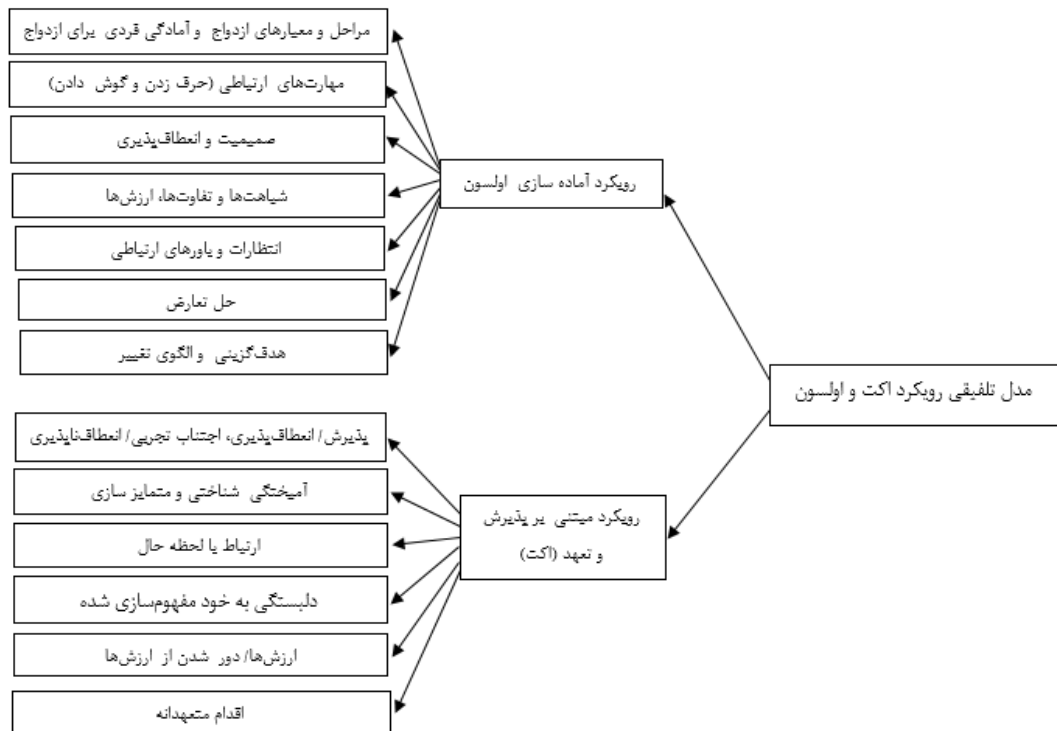 مدل تلفیقی رویکرد اکت و اولسون
رویکرد آماده سازی اولسون
مراحل و معیارهای ازدواج و آمادگی فردی برای ازدواج
مهارت‌های ارتباطی (حرف زدن و گوش دادن)
صمیمیت و انعطاف‌پذیری
شباهت‌ها و تفاوت‌ها، ارزش‌ها
انتظارات و باورهای ارتباطی
حل تعارض
هدف‌گزینی و الگوی تغییر
رویکرد مبتنی بر پذیرش
و تعهد (اکت)
پذیرش/ انعطاف‌پذیری، اجتناب تجربی/ انعطاف‌ناپذیری
آمیختگی شناختی و متمایز سازی
ارتباط با لحظه حال
دلبستگی به خود مفهوم‌سازی شده
ارزش‌ها/ دور شدن از ارزش‌ها
اقدام متعهدانه